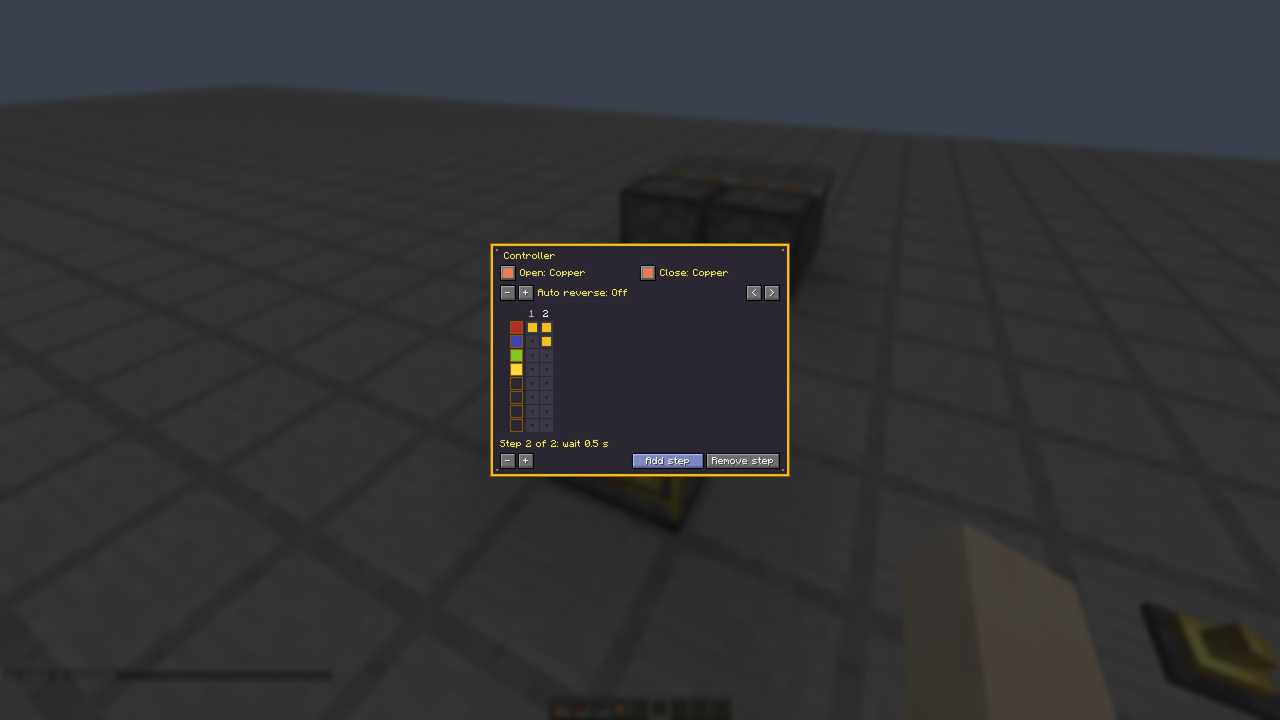 Controller
Open: Copper Close: Copper
- + Auto reverse: Off < >
1 2
Step 2 of 2: wait 0.5 s
- + Add step Remove step